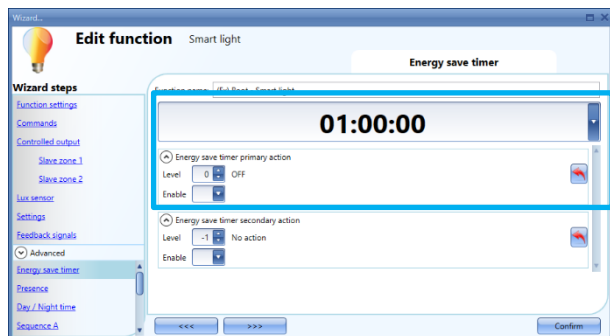 Wizard...
Edit function Smart light
Energy save timer
Wizard steps
Function settings
Commands
Controlled output
Slave zone 1
Slave zone 2
Lux sensor
Settings
Feedback signals
Advanced
Energy save timer
Presence
Day / Night time
Sequence A
Function name: Root - Smart light
01:00:00
Energy save timer primary action
Level 0 OFF
Enable
Energy save timer secondary action
Level -1 No action
Enable
<<< >>> Confirm